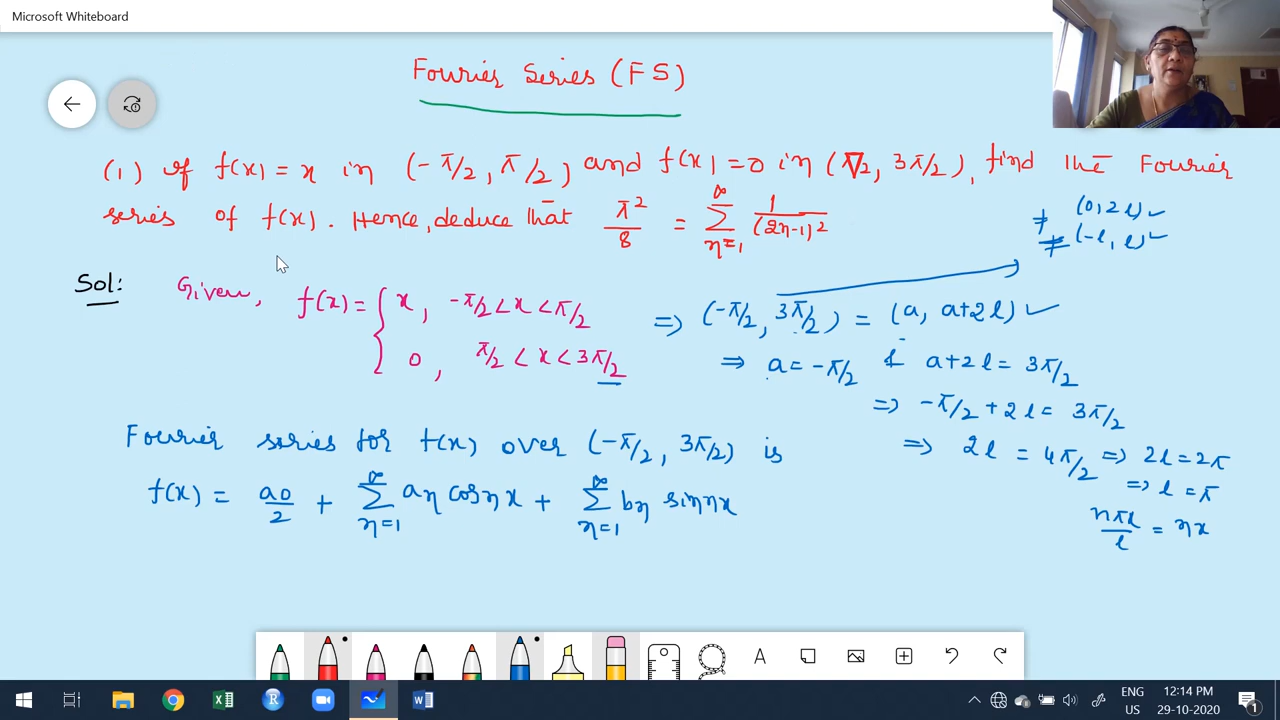 Microsoft Whiteboard
Fourier Series (FS)
(1) If f(x) = x in (-π/2, π/2) and f(x) = 0 in (π/2, 3π/2), find the Fourier
series of f(x). Hence, deduce that π²/8 = ∑_{n=1}^{∞} 1/(2n-1)²
≠ (0, 2l) ✓
≠ (-l, l) ✓
Sol:
Given, f(x) = { x, -π/2 < x < π/2
0, π/2 < x < 3π/2
⇒ (-π/2, 3π/2) = (a, a+2l) ✓
⇒ a = -π/2 & a+2l = 3π/2
⇒ -π/2 + 2l = 3π/2
⇒ 2l = 4π/2 ⇒ 2l = 2π
⇒ l = π
nπx/l = nx
Fourier series for f(x) over (-π/2, 3π/2) is
f(x) = a0/2 + ∑_{n=1}^{∞} an cosnx + ∑_{n=1}^{∞} bn sinnx
A
W
ENG
US
12:14 PM
29-10-2020
1